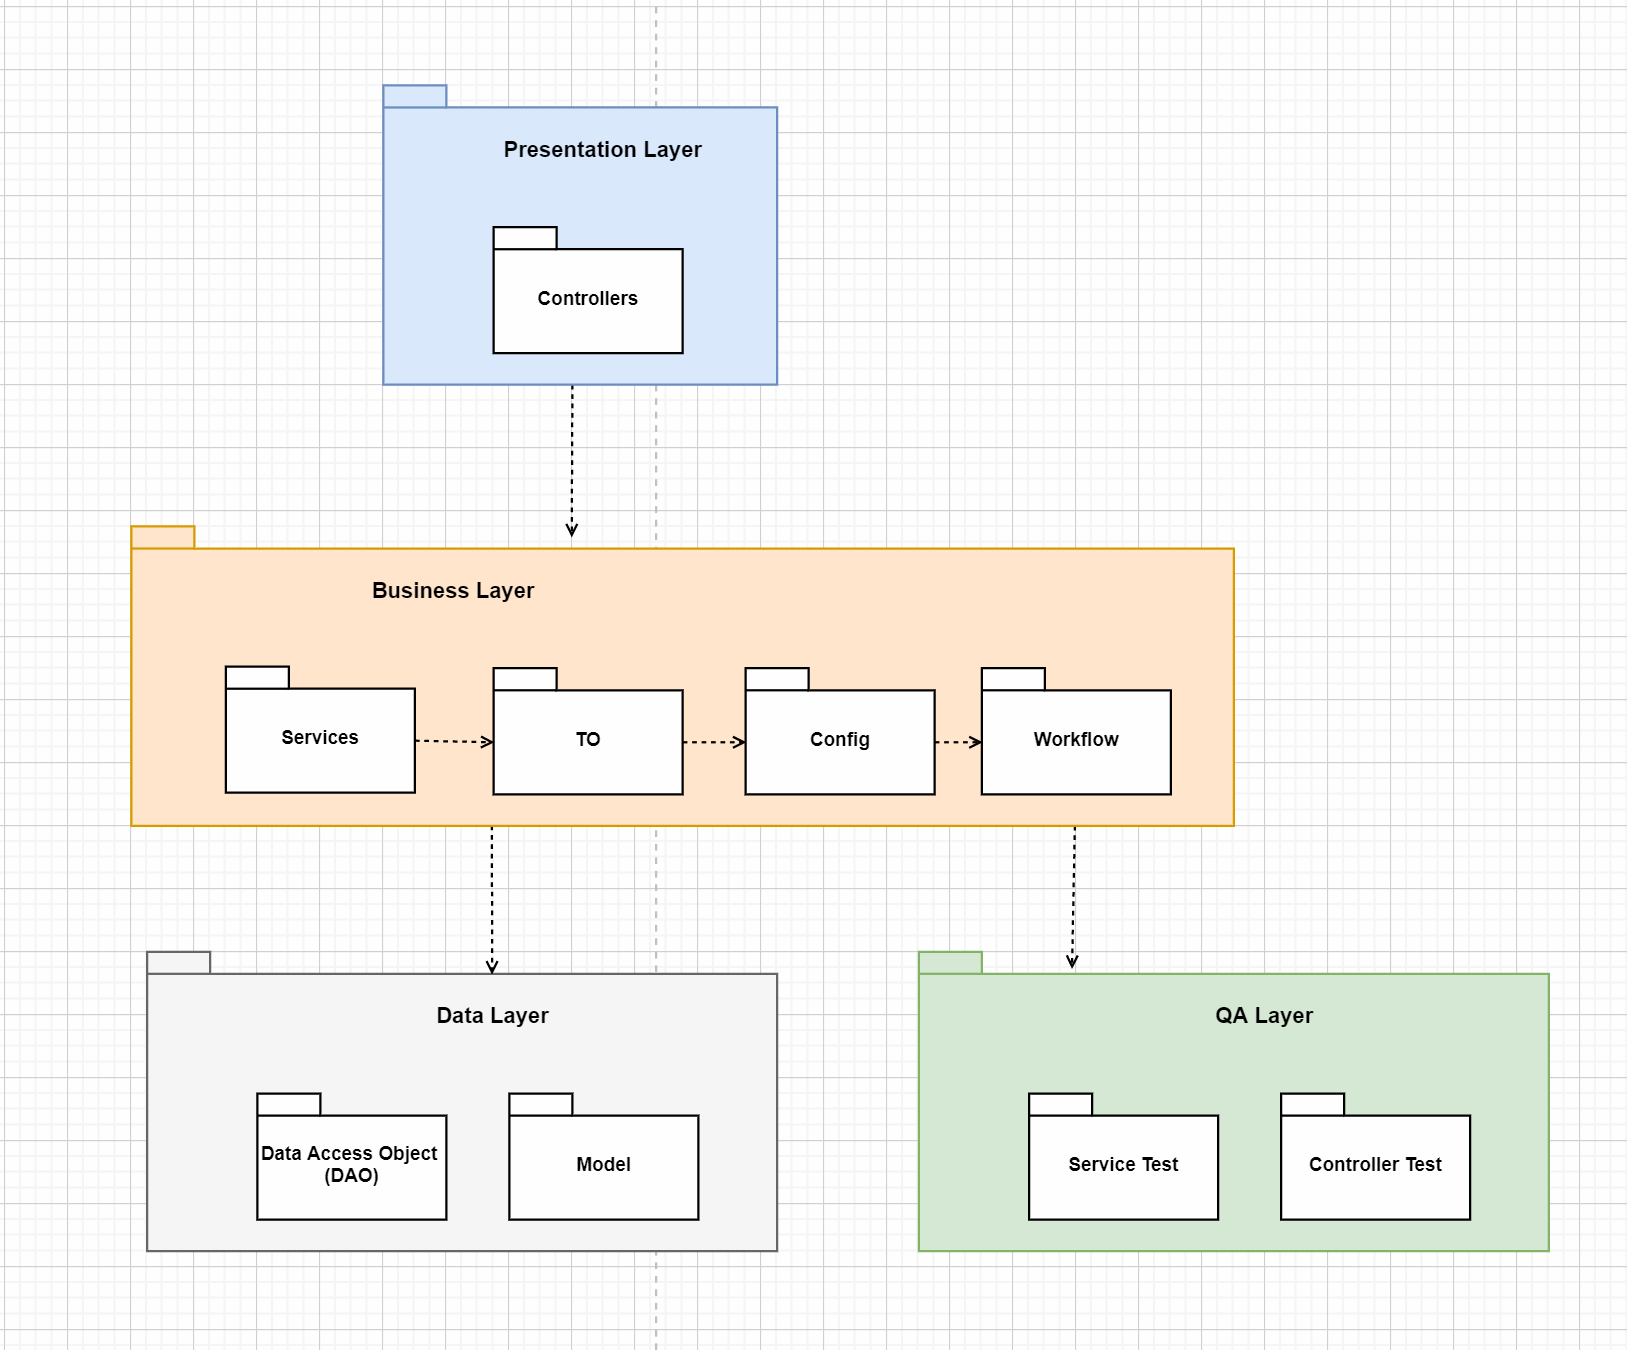 Presentation Layer
Controllers
Business Layer
Services
TO
Config
Workflow
Data Layer
Data Access Object
(DAO)
Model
QA Layer
Service Test
Controller Test